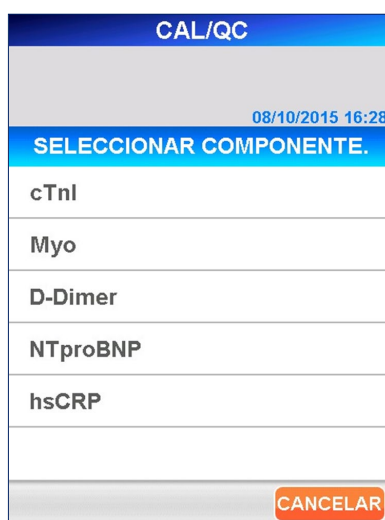 CAL/QC
08/10/2015 16:28
SELECCIONAR COMPONENTE.
cTnI
Myo
D-Dimer
NTproBNP
hsCRP
CANCELAR